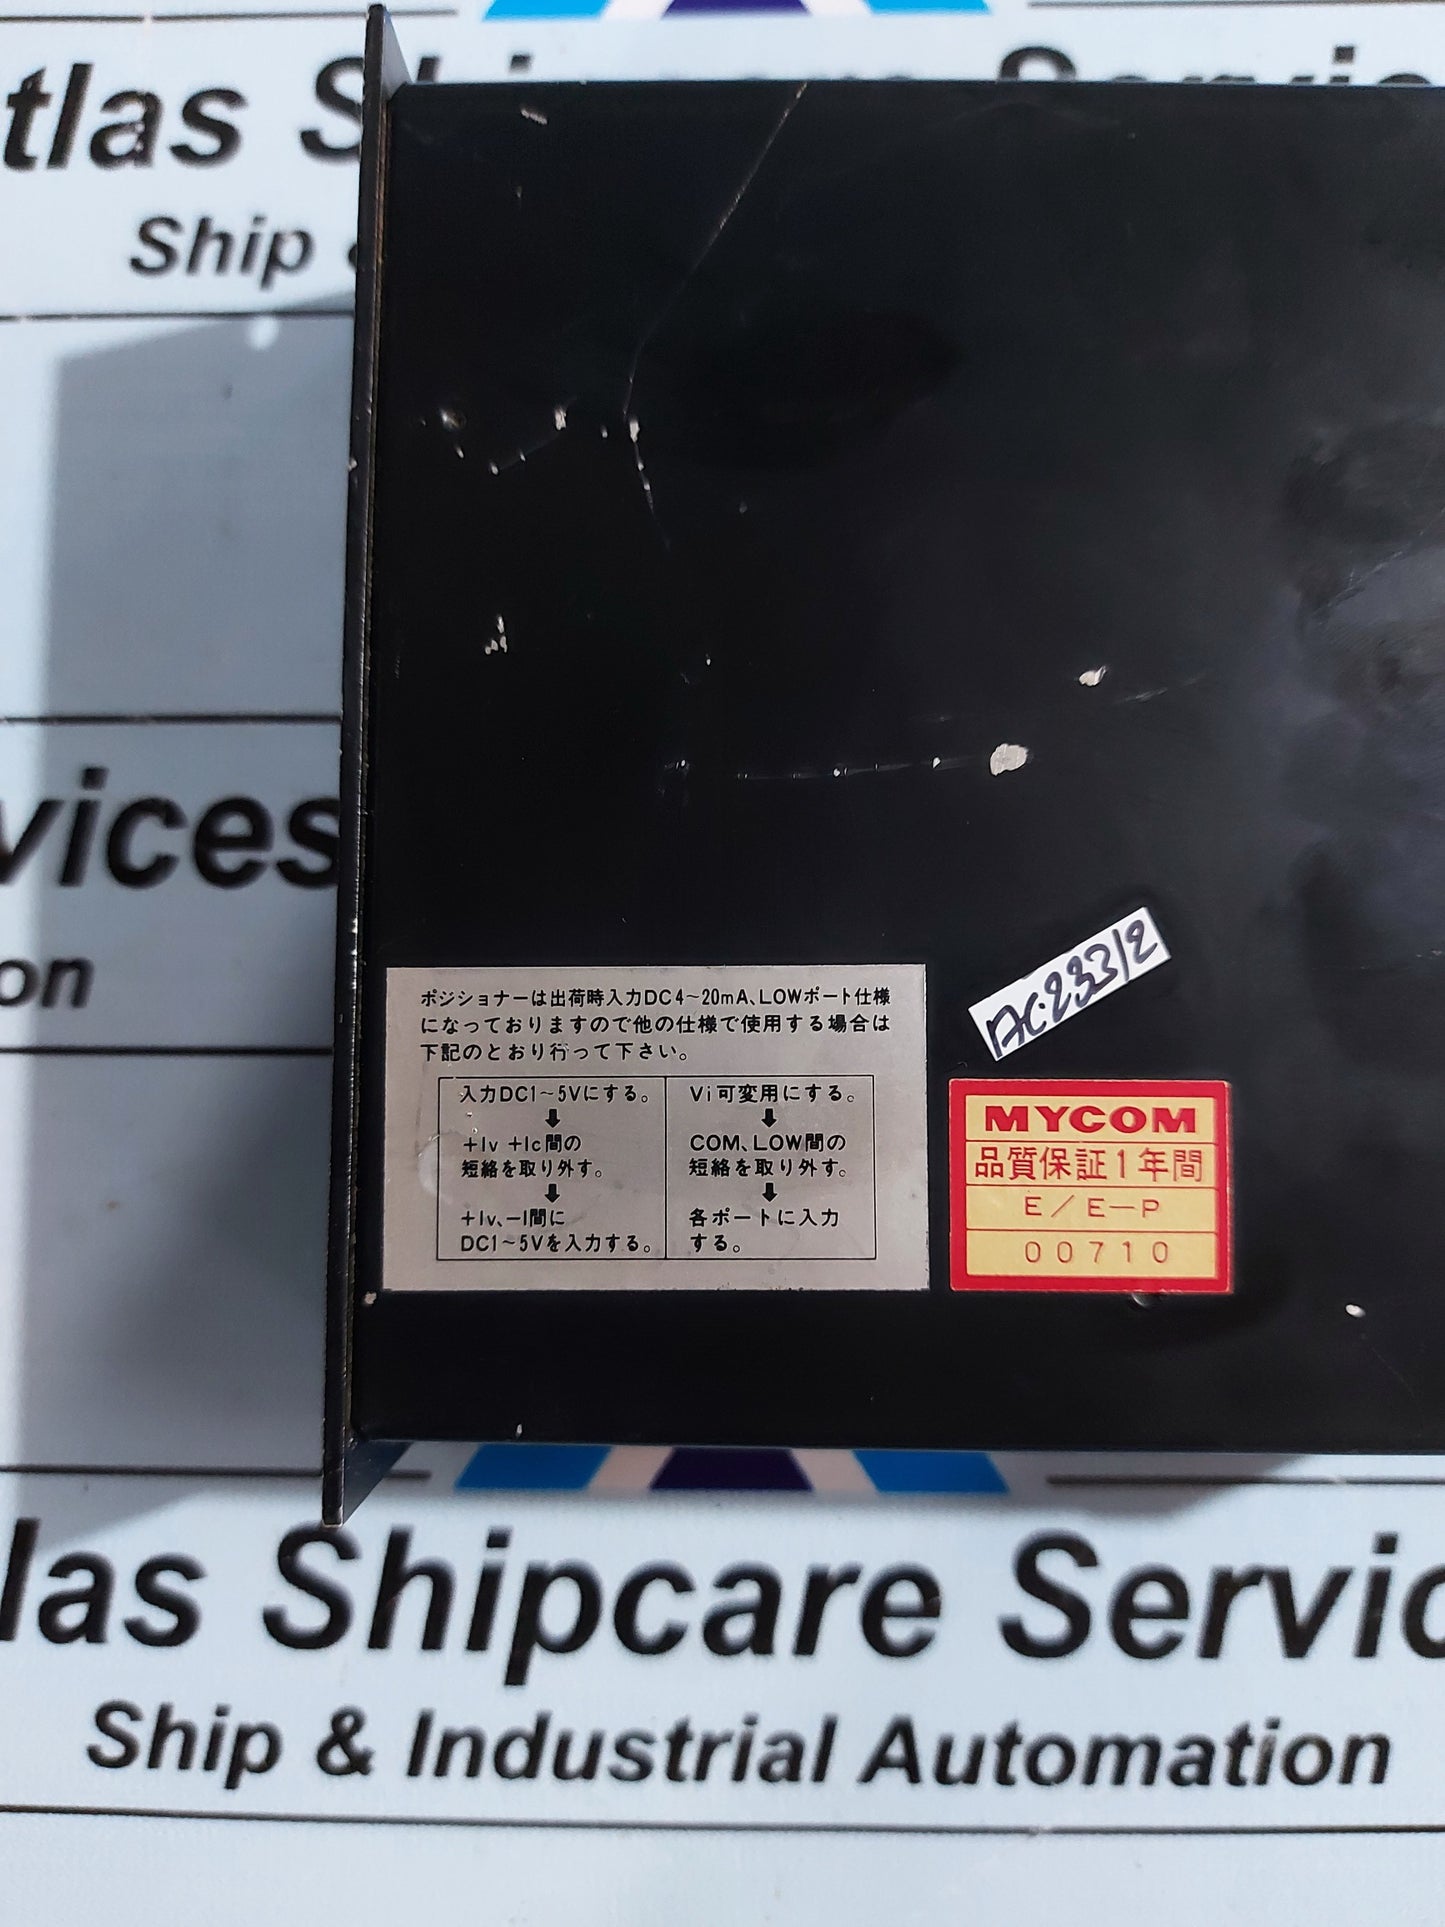 tlas S
Ship
vices
on
ポジショナーは出荷時入力DC4～20mA、LOWポート仕様
になっておりますので他の仕様で使用する場合は
下記のとおり行って下さい。
入力DC1～5Vにする。
↓
+Iv +Ic間の
短絡を取り外す。
↓
+Iv、-I間に
DC1～5Vを入力する。
Vi可変用にする。
↓
COM、LOW間の
短絡を取り外す。
↓
各ポートに入力
する。
AC-233/2
MYCOM
品質保証1年間
E/E-P
00710
las Shipcare Servic
Ship & Industrial Automation